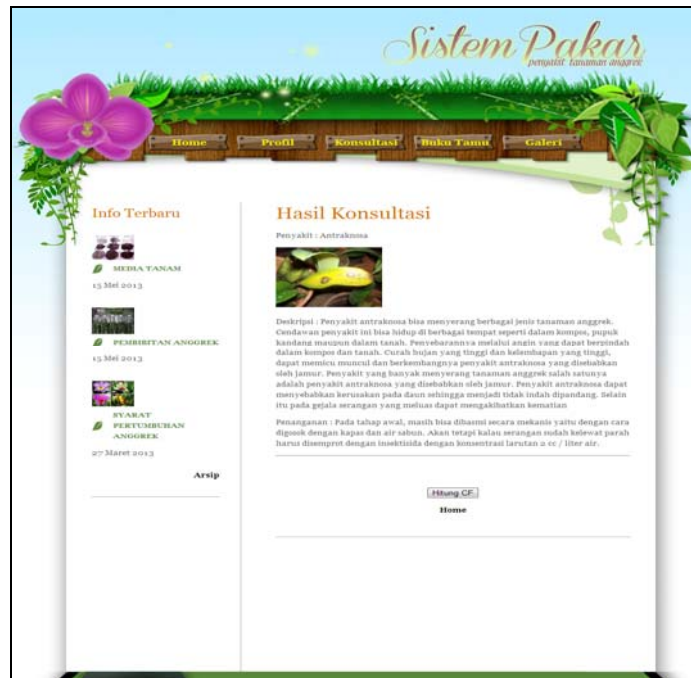 Sistem Pakar
penyakit tanaman anggrek
Home Profil Konsultasi Buku Tamu Galeri
Info Terbaru
MEDIA TANAM
15 Mei 2013
PEMBIBITAN ANGGREK
15 Mei 2013
SYARAT
PERTUMBUHAN
ANGGREK
27 Maret 2013
Arsip
Hasil Konsultasi
Penyakit : Antraknosa
Deskripsi : Penyakit antraknosa bisa menyerang berbagai jenis tanaman anggrek.
Cendawan penyakit ini bisa hidup di berbagai tempat seperti dalam kompos, pupuk
kandang maupun dalam tanah. Penyebarannya melalui angin yang dapat berpindah
dalam kompos dan tanah. Curah hujan yang tinggi dan kelembapan yang tinggi,
dapat memicu muncul dan berkembangnya penyakit antraknosa yang disebabkan
oleh jamur. Penyakit yang banyak menyerang tanaman anggrek salah satunya
adalah penyakit antraknosa yang disebabkan oleh jamur. Penyakit antraknosa dapat
menyebabkan kerusakan pada daun sehingga menjadi tidak indah dipandang. Selain
itu pada gejala serangan yang meluas dapat mengakibatkan kematian
Penanganan : Pada tahap awal, masih bisa dibasmi secara mekanis yaitu dengan cara
digosok dengan kapas dan air sabun. Akan tetapi kalau serangan sudah kelewat parah
harus disemprot dengan insektisida dengan konsentrasi larutan 2 cc / liter air.
Hitung CF
Home